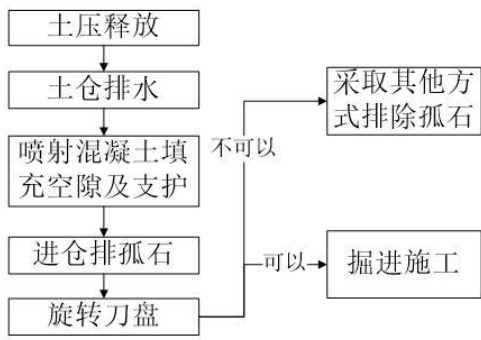 土压释放
土仓排水
喷射混凝土填
充空隙及支护
进仓排孤石
旋转刀盘
不可以
采取其他方
式排除孤石
可以
掘进施工